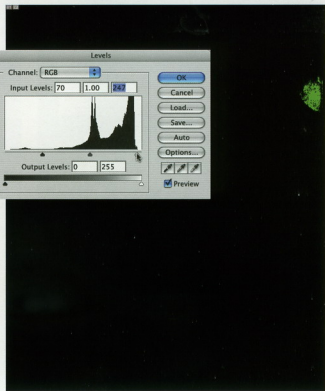 Levels
Channel: RGB
OK
Input Levels: 70 1.00 247
Cancel
Load...
Save...
Auto
Output Levels: 0 255
Options...
Preview